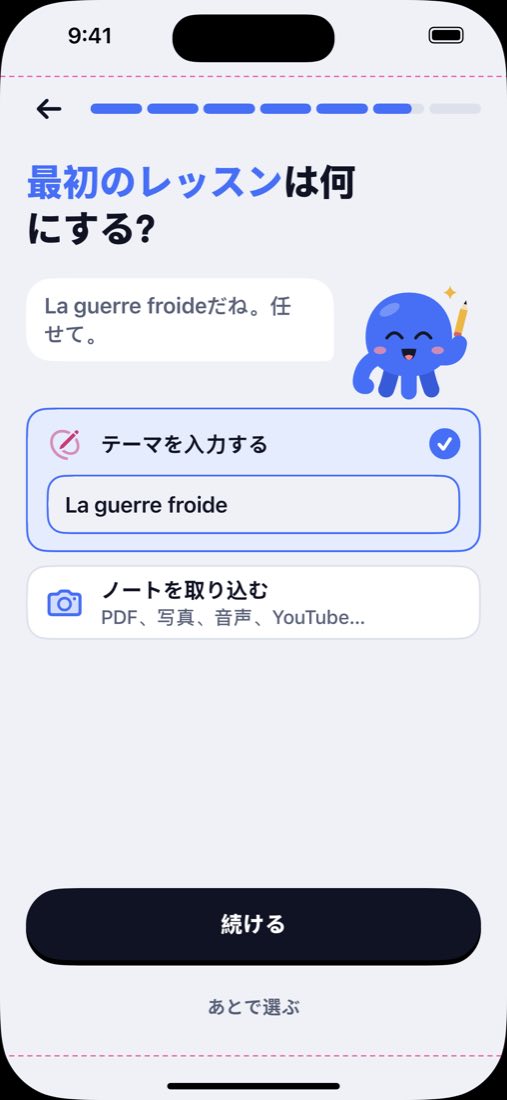 9:41
最初のレッスンは何
にする?
La guerre froideだね。任
せて。
テーマを入力する
La guerre froide
ノートを取り込む
PDF、写真、音声、YouTube...
続ける
あとで選ぶ